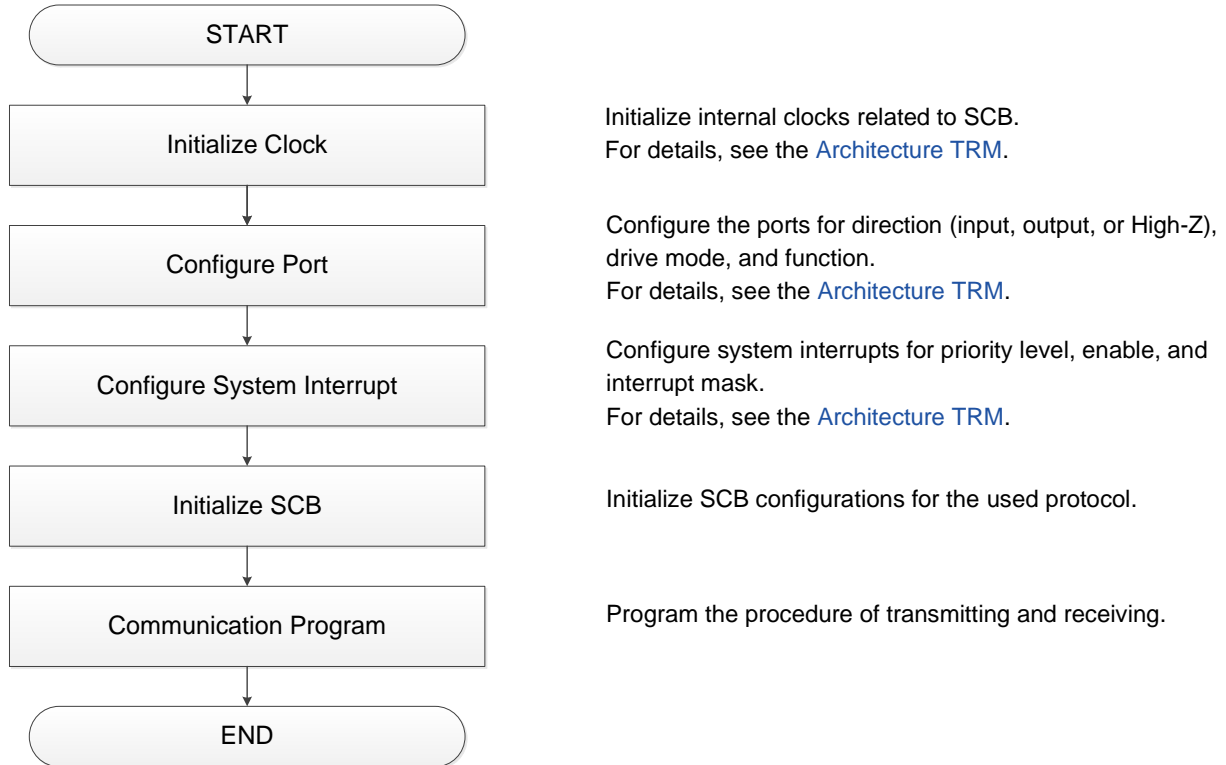 START
Initialize Clock
Initialize internal clocks related to SCB.
For details, see the Architecture TRM.
Configure Port
Configure the ports for direction (input, output, or High-Z),
drive mode, and function.
For details, see the Architecture TRM.
Configure System Interrupt
Configure system interrupts for priority level, enable, and
interrupt mask.
For details, see the Architecture TRM.
Initialize SCB
Initialize SCB configurations for the used protocol.
Communication Program
Program the procedure of transmitting and receiving.
END